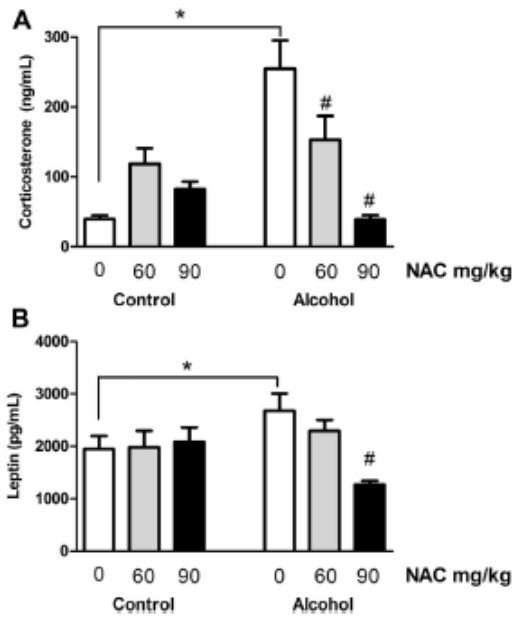 A
*
300
#
200
Corticosterone (ng/mL)
100
#
0
0 60 90 0 60 90 NAC mg/kg
Control Alcohol
B
4000
*
3000
#
2000
Leptin (pg/mL)
1000
0
0 60 90 0 60 90 NAC mg/kg
Control Alcohol